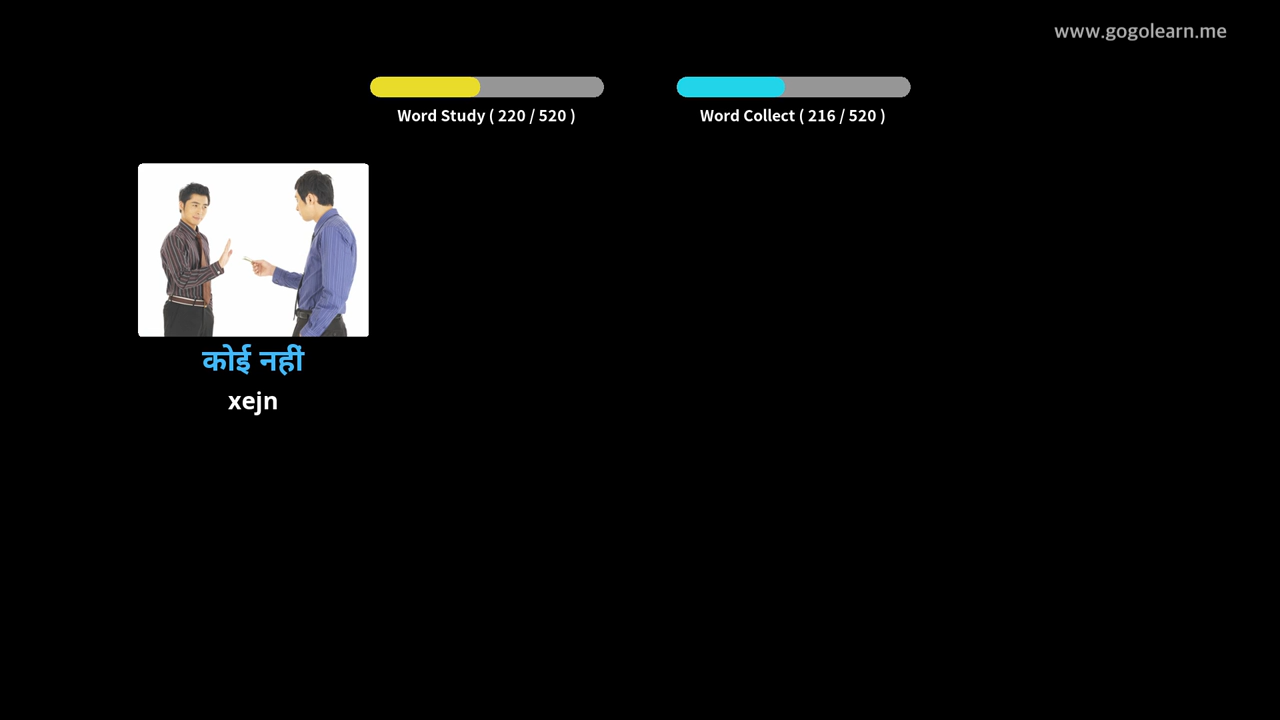 www.gogolearn.me
Word Study ( 220 / 520 )
Word Collect ( 216 / 520 )
कोई नहीं
xejn